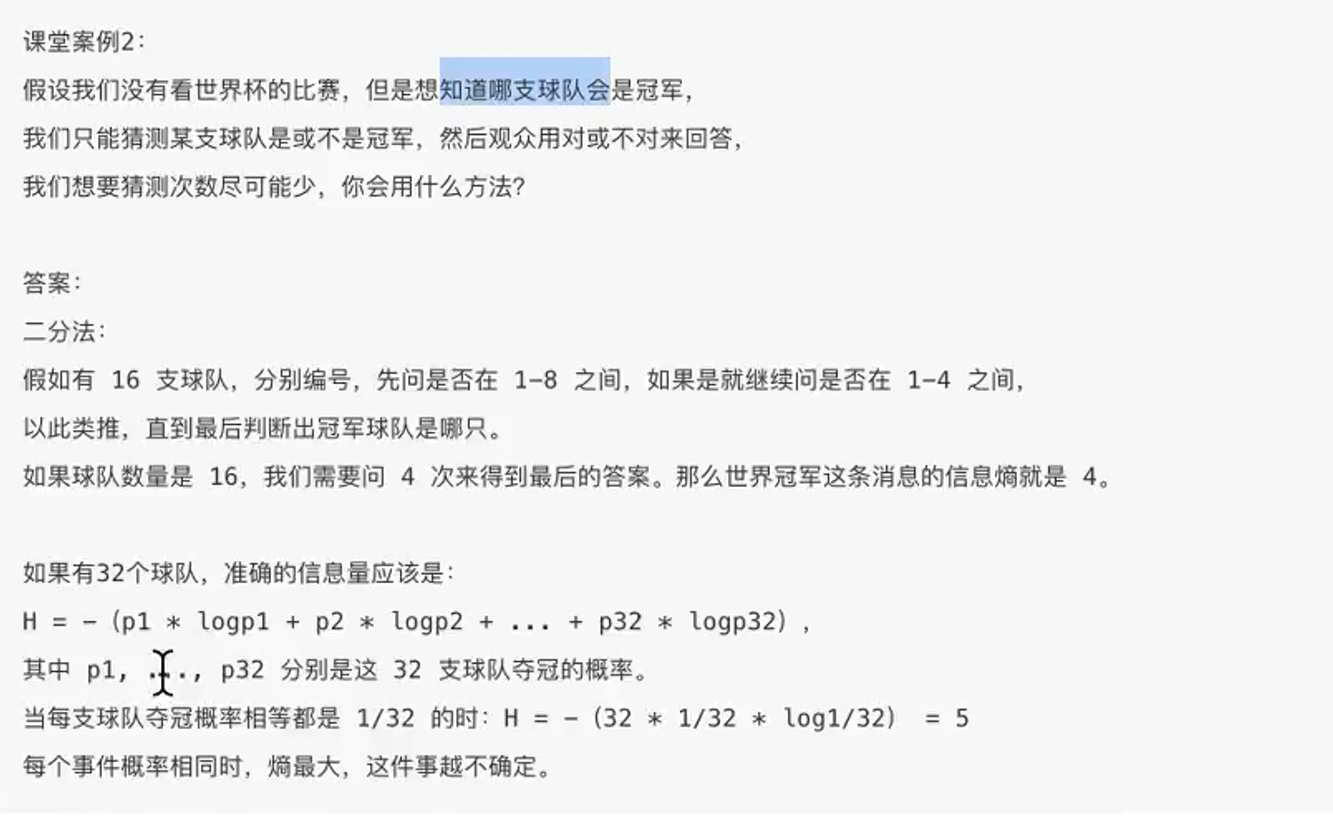 课堂案例2：
假设我们没有看世界杯的比赛，但是想知道哪支球队会是冠军，
我们只能猜测某支球队是或不是冠军，然后观众用对或不对来回答，
我们想要猜测次数尽可能少，你会用什么方法？
答案：
二分法：
假如有 16 支球队，分别编号，先问是否在 1-8 之间，如果是就继续问是否在 1-4 之间，
以此类推，直到最后判断出冠军球队是哪只。
如果球队数量是 16，我们需要问 4 次来得到最后的答案。那么世界冠军这条消息的信息熵就是 4。
如果有32个球队，准确的信息量应该是：
H = -（p1 * logp1 + p2 * logp2 + ... + p32 * logp32），
其中 p1, ..., p32 分别是这 32 支球队夺冠的概率。
当每支球队夺冠概率相等都是 1/32 的时：H = -（32 * 1/32 * log1/32） = 5
每个事件概率相同时，熵最大，这件事越不确定。